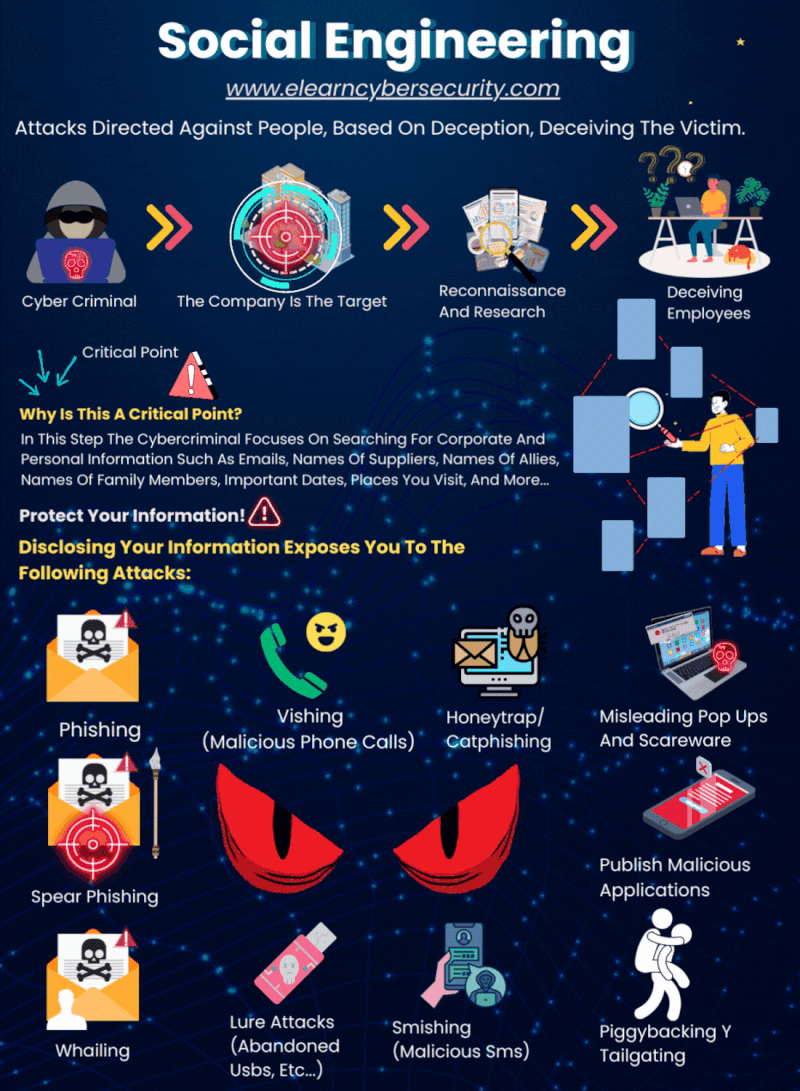 Social Engineering
www.elearncybersecurity.com
Attacks Directed Against People, Based On Deception, Deceiving The Victim.
Cyber Criminal
The Company Is The Target
Reconnaissance
And Research
???
Deceiving
Employees
Critical Point
!
Why Is This A Critical Point?
In This Step The Cybercriminal Focuses On Searching For Corporate And
Personal Information Such As Emails, Names Of Suppliers, Names Of Allies,
Names Of Family Members, Important Dates, Places You Visit, And More...
Protect Your Information!
!
Disclosing Your Information Exposes You To The
Following Attacks:
Phishing
Vishing
(Malicious Phone Calls)
Honeytrap/
Catphishing
Misleading Pop Ups
And Scareware
Spear Phishing
Publish Malicious
Applications
Whailing
Lure Attacks
(Abandoned
Usbs, Etc...)
Smishing
(Malicious Sms)
Piggybacking Y
Tailgating